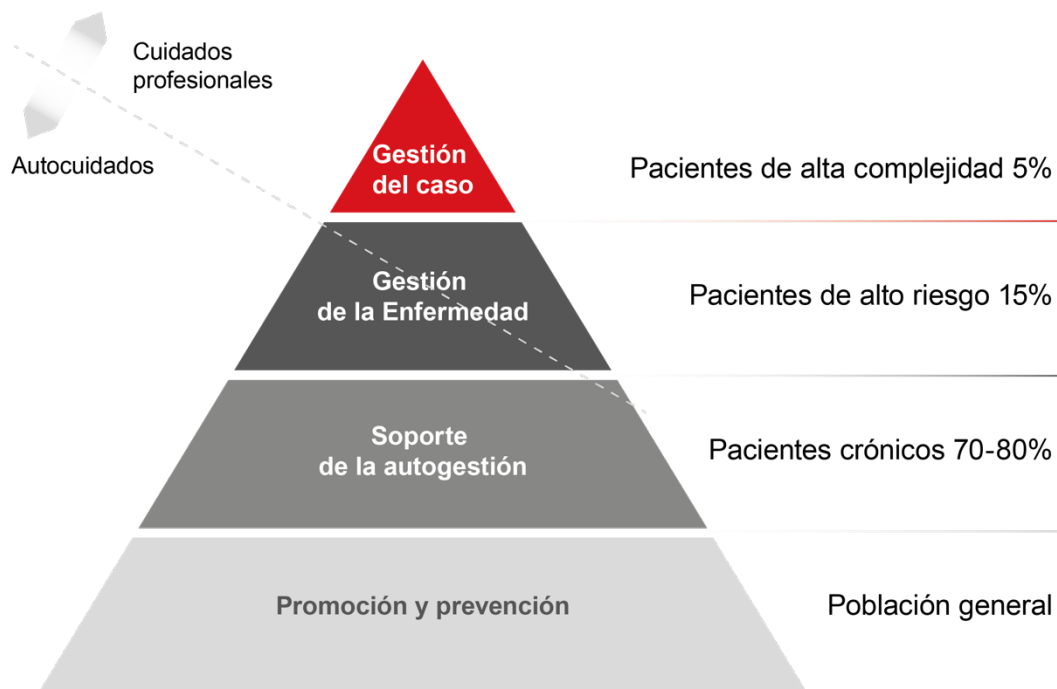 Cuidados
profesionales
Autocuidados
Gestión
del caso
Pacientes de alta complejidad 5%
Gestión
de la Enfermedad
Pacientes de alto riesgo 15%
Soporte
de la autogestión
Pacientes crónicos 70-80%
Promoción y prevención
Población general